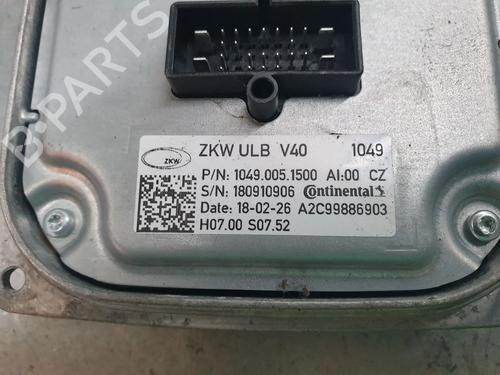 B-PARTS
ZKW
ZKW ULB V40 1049
P/N: 1049.005.1500 AI:00 CZ
S/N: 180910906 Continental
Date: 18-02-26 A2C99886903
H07.00 S07.52